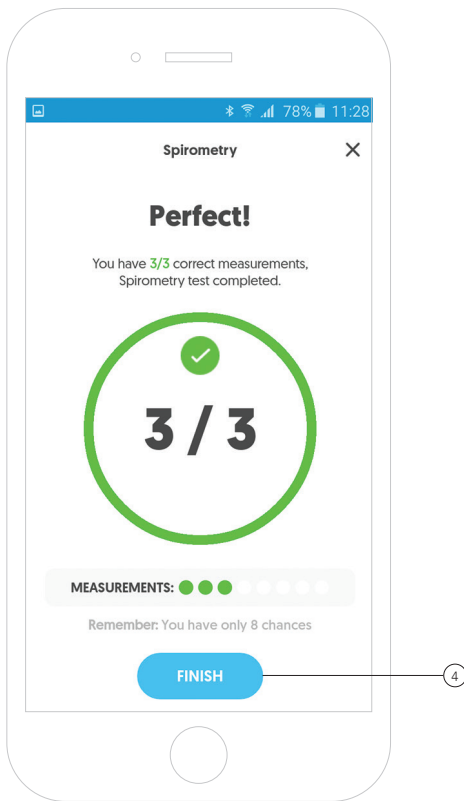 78% 11:28
Spirometry
Perfect!
You have 3/3 correct measurements,
Spirometry test completed.
3 / 3
MEASUREMENTS:
Remember: You have only 8 chances
FINISH
4